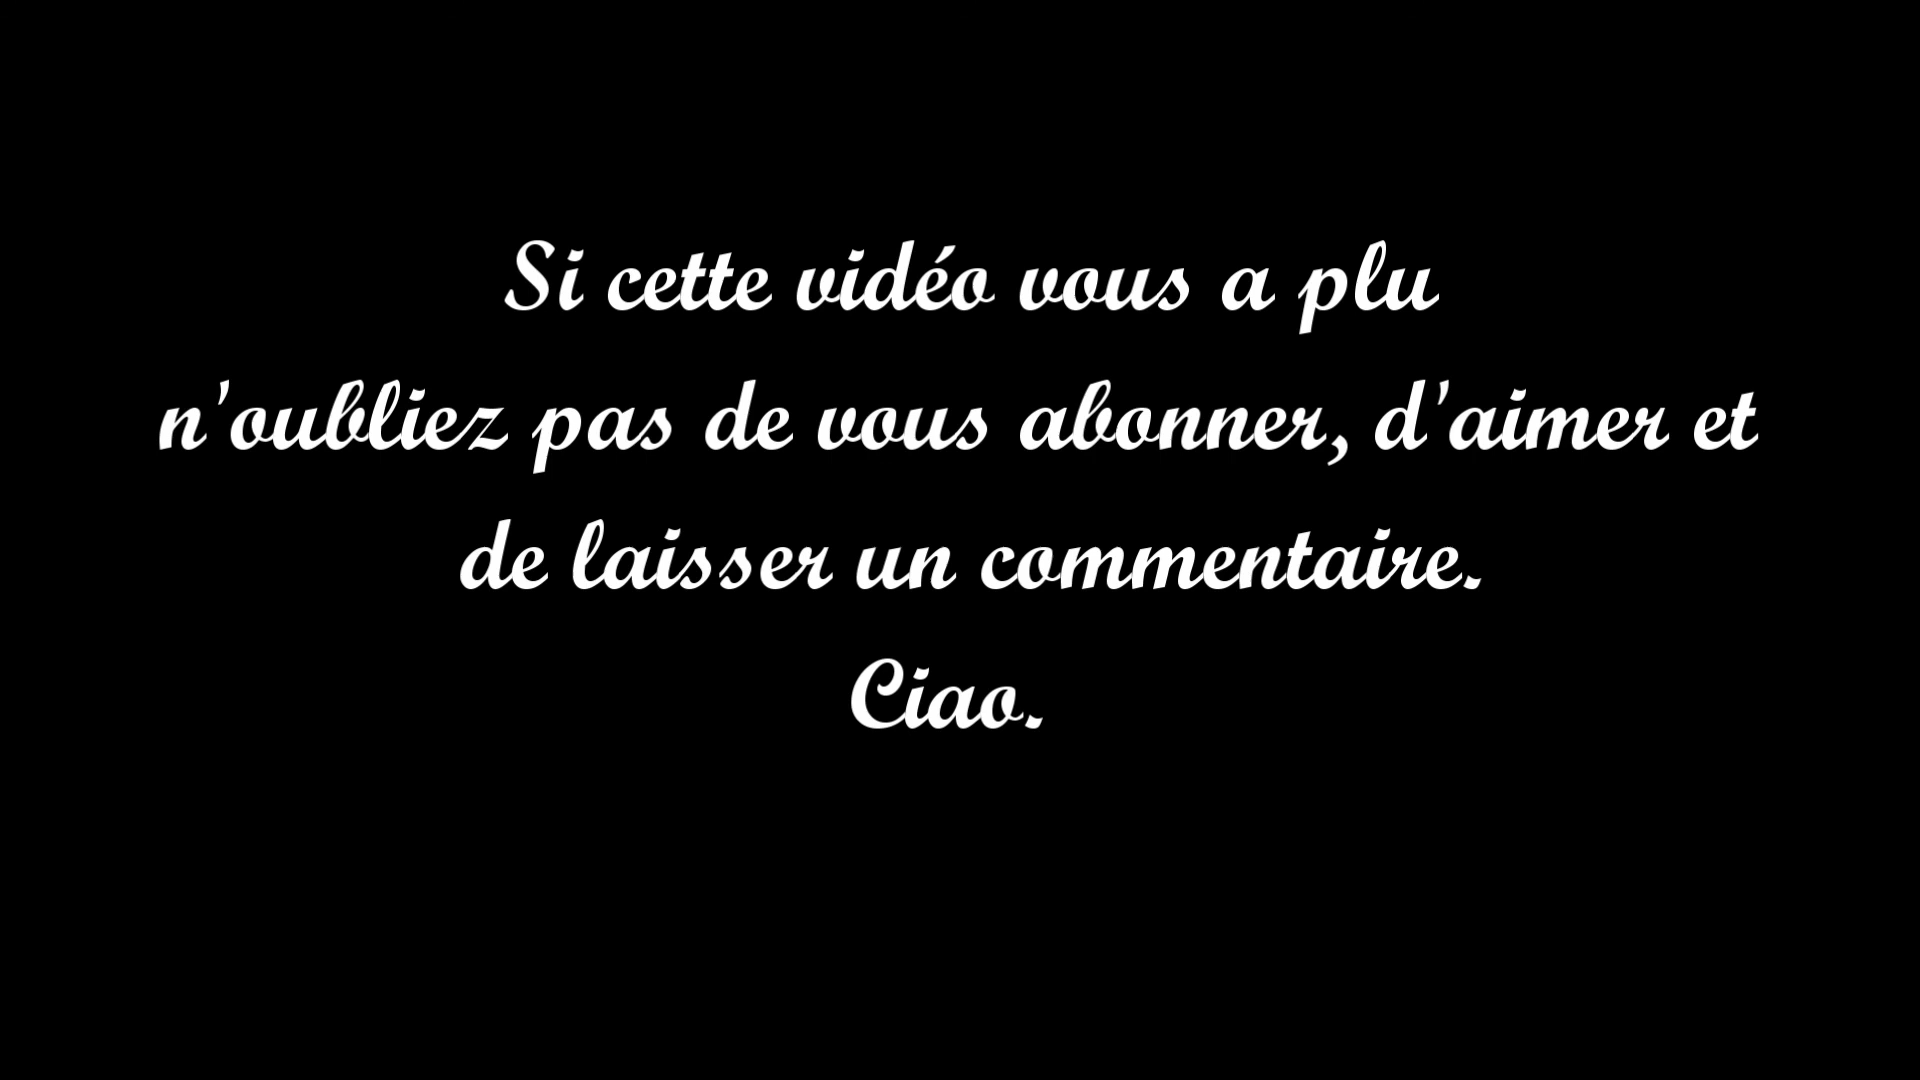 Si cette vidéo vous a plu
n'oubliez pas de vous abonner, d'aimer et
de laisser un commentaire.
Ciao.